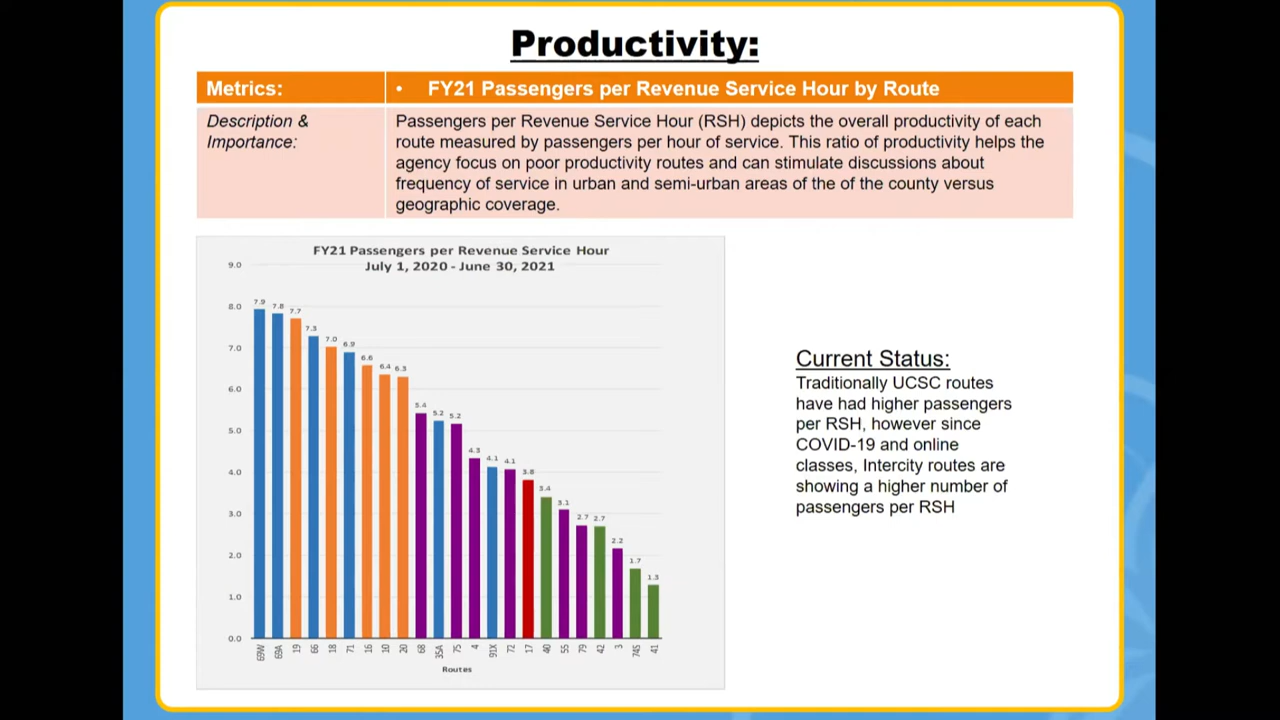 Productivity:
Metrics:
• FY21 Passengers per Revenue Service Hour by Route
Description &
Importance:
Passengers per Revenue Service Hour (RSH) depicts the overall productivity of each
route measured by passengers per hour of service. This ratio of productivity helps the
agency focus on poor productivity routes and can stimulate discussions about
frequency of service in urban and semi-urban areas of the of the county versus
geographic coverage.
FY21 Passengers per Revenue Service Hour
July 1, 2020 - June 30, 2021
9.0
8.0
7.0
6.0
5.0
4.0
3.0
2.0
1.0
0.0
7.9 7.8 7.7 7.3 7.0 6.9 6.6 6.4 6.3 5.4 5.2 5.2 4.3 4.1 4.1 3.8 3.4 3.1 2.7 2.7 2.2 1.7 1.3
69W 69A 19 66 18 71 16 10 20 68 35A 75 4 91X 72 17 40 55 79 42 3 74S 41
Routes
Current Status:
Traditionally UCSC routes
have had higher passengers
per RSH, however since
COVID-19 and online
classes, Intercity routes are
showing a higher number of
passengers per RSH